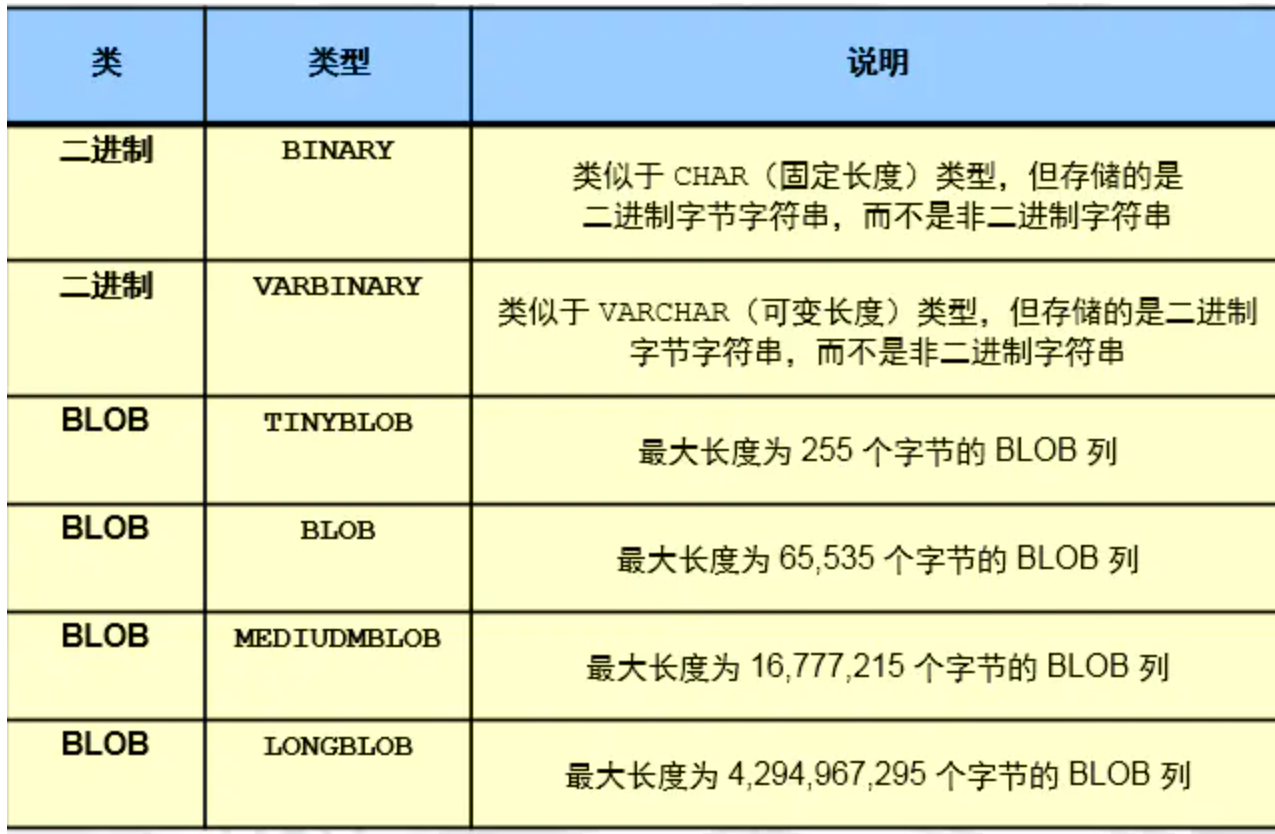 类 类型 说明
二进制 BINARY 类似于 CHAR（固定长度）类型，但存储的是
二进制字节字符串，而不是非二进制字符串
二进制 VARBINARY 类似于 VARCHAR（可变长度）类型，但存储的是二进制
字节字符串，而不是非二进制字符串
BLOB TINYBLOB 最大长度为 255 个字节的 BLOB 列
BLOB BLOB 最大长度为 65,535 个字节的 BLOB 列
BLOB MEDIUDMBLOB 最大长度为 16,777,215 个字节的 BLOB 列
BLOB LONGBLOB 最大长度为 4,294,967,295 个字节的 BLOB 列